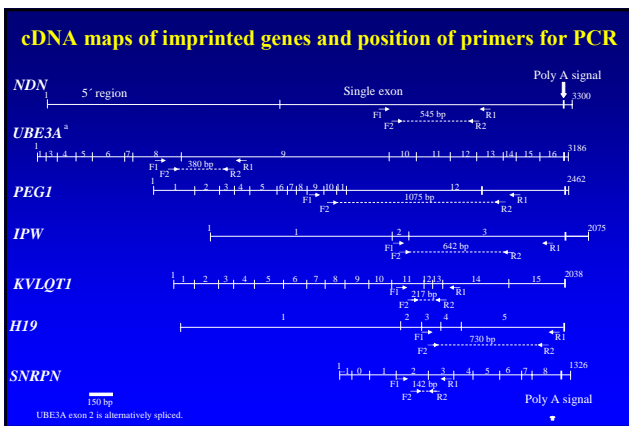 cDNA maps of imprinted genes and position of primers for PCR
Poly A signal
NDN
1 5´ region Single exon 3300
F1 545 bp R1
F2 R2
UBE3A a
1 3186
1 3 4 5 6 7 8 9 10 11 12 13 14 15 16
F1 380 bp R1
F2 R2
PEG1
1 2462
1 2 3 4 5 6 7 8 9 10 11 12
F1 R1
F2 1075 bp R2
IPW
1 2075
1 2 3
F1 R1
F2 642 bp R2
KVLQT1
1 2038
1 2 3 4 5 6 7 8 9 10 11 12 13 14 15
F1 R1
F2 217 bp R2
H19
1 1
1 2 3 4 5
F1 R1
F2 730 bp R2
SNRPN
1 1326
1 0 1 2 3 4 5 6 7 8
F1 R1
F2 142 bp R2
150 bp
Poly A signal
UBE3A exon 2 is alternatively spliced.